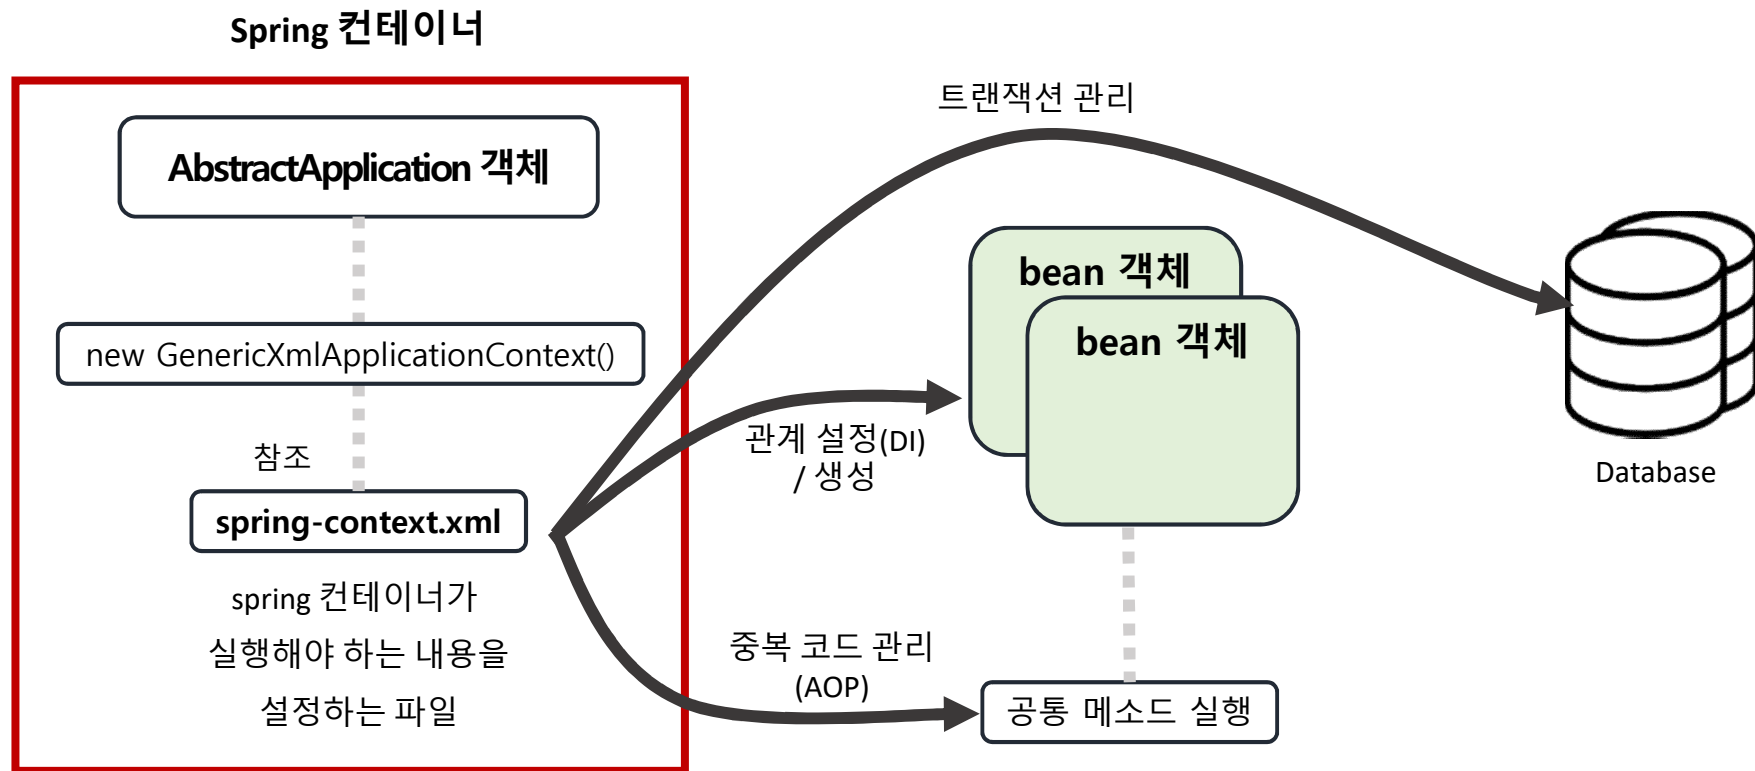 Spring 컨테이너
AbstractApplication 객체
new GenericXmlApplicationContext()
참조
spring-context.xml
spring 컨테이너가
실행해야 하는 내용을
설정하는 파일
트랜잭션 관리
bean 객체
bean 객체
관계 설정(DI)
/ 생성
중복 코드 관리
(AOP)
공통 메소드 실행
Database